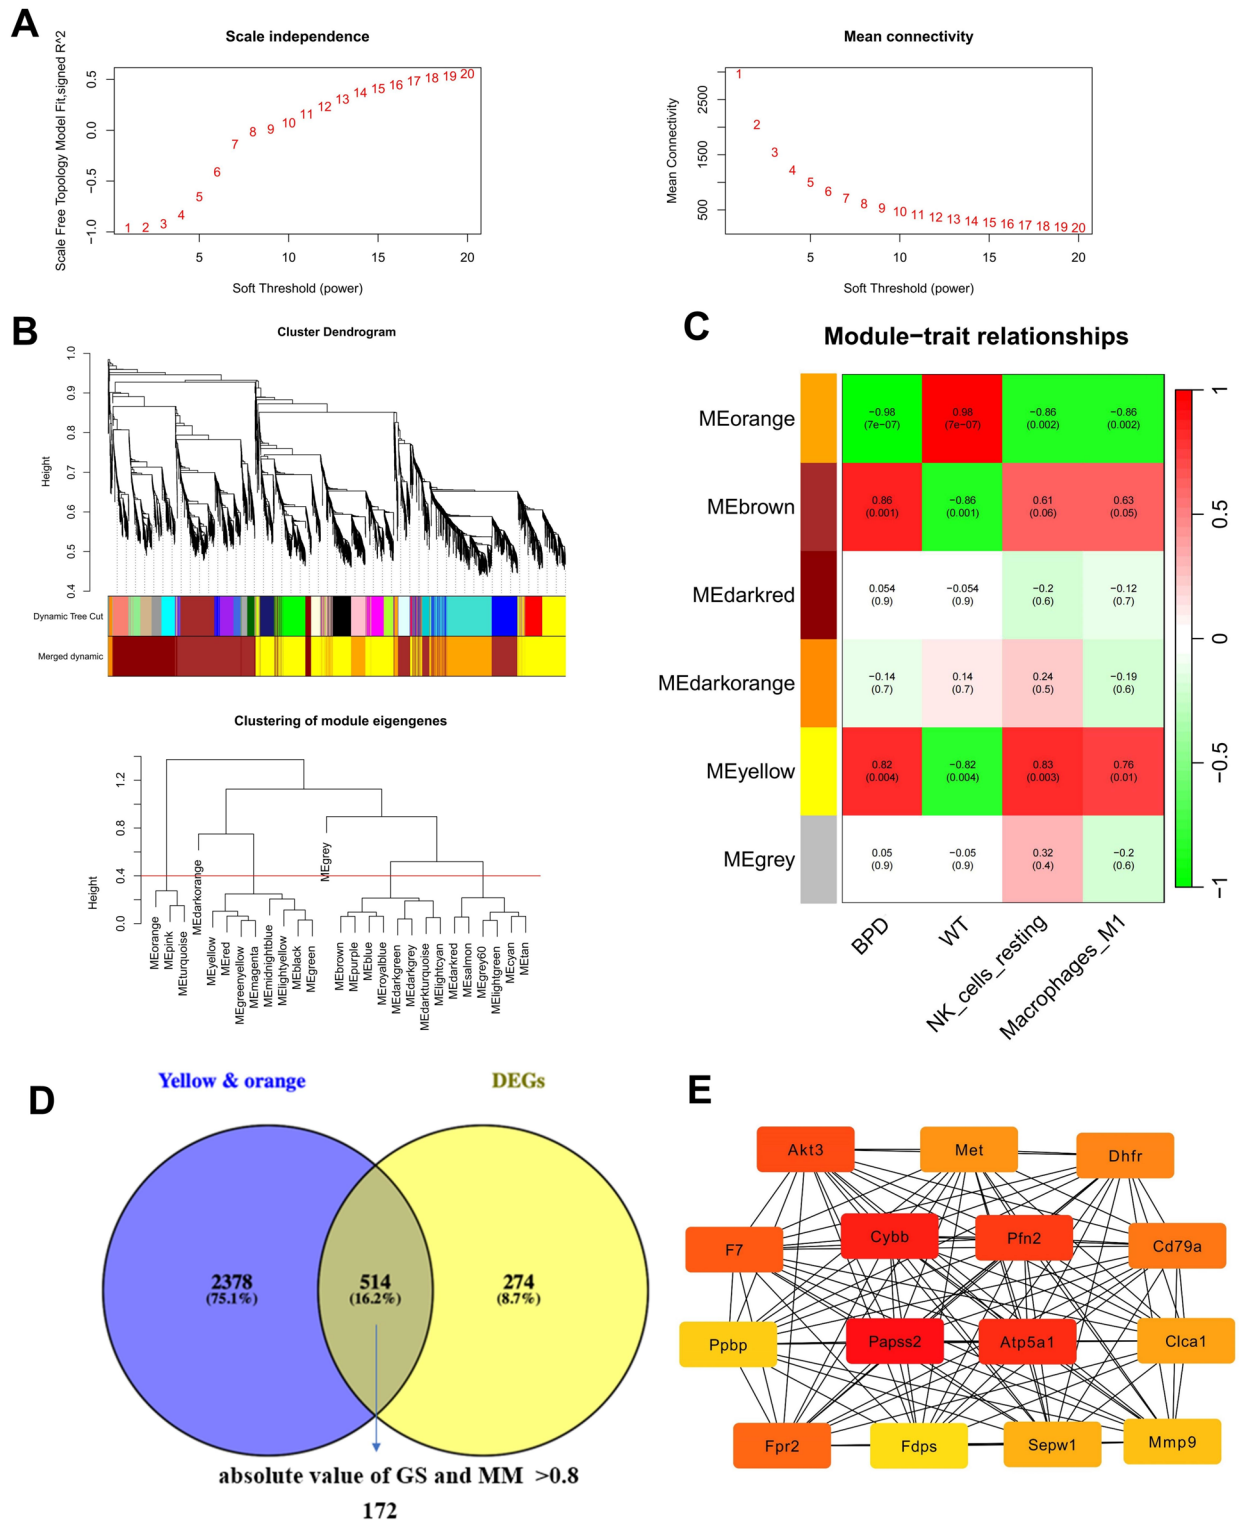 A
Scale independence
Scale Free Topology Model Fit,signed R^2
0.5
0.0
−0.5
−1.0
1 2 3 4 5 6 7 8 9 10 11 12 13 14 15 16 17 18 19 20
5 10 15 20
Soft Threshold (power)
Mean connectivity
Mean Connectivity
2500
1500
500
1 2 3 4 5 6 7 8 9 10 11 12 13 14 15 16 17 18 19 20
5 10 15 20
Soft Threshold (power)
B
Cluster Dendrogram
Height
1.0
0.9
0.8
0.7
0.6
0.5
0.4
Dynamic Tree Cut
Merged dynamic
Clustering of module eigengenes
Height
1.2
0.8
0.4
0.0
MEorange
MEpink
MEturquoise
MEdarkorange
MEyellow
MEred
MEgreenyellow
MEmagenta
MEmidnightblue
MElightyellow
MEblack
MEgreen
MEgrey
MEbrown
MEpurple
MEblue
MEroyalblue
MEdarkgreen
MEdarkgrey
MEdarkturquoise
MElightcyan
MEdarkred
MEsalmon
MEgrey60
MElightgreen
MEcyan
MEtan
C
Module−trait relationships
MEorange
−0.98 0.98 −0.86 −0.86
(7e−07) (7e−07) (0.002) (0.002)
MEbrown
0.86 −0.86 0.61 0.63
(0.001) (0.001) (0.06) (0.05)
MEdarkred
0.054 −0.054 −0.2 −0.12
(0.9) (0.9) (0.6) (0.7)
MEdarkorange
−0.14 0.14 0.24 −0.19
(0.7) (0.7) (0.5) (0.6)
MEyellow
0.82 −0.82 0.83 0.76
(0.004) (0.004) (0.003) (0.01)
MEgrey
0.05 −0.05 0.32 −0.2
(0.9) (0.9) (0.4) (0.6)
BPD
WT
NK_cells_resting
Macrophages_M1
1
0.5
0
−0.5
−1
D
Yellow & orange
DEGs
2378 514 274
(75.1%) (16.2%) (8.7%)
absolute value of GS and MM >0.8
172
E
Akt3 Met Dhfr
F7 Cybb Pfn2 Cd79a
Ppbp Papss2 Atp5a1 Clca1
Fpr2 Fdps Sepw1 Mmp9